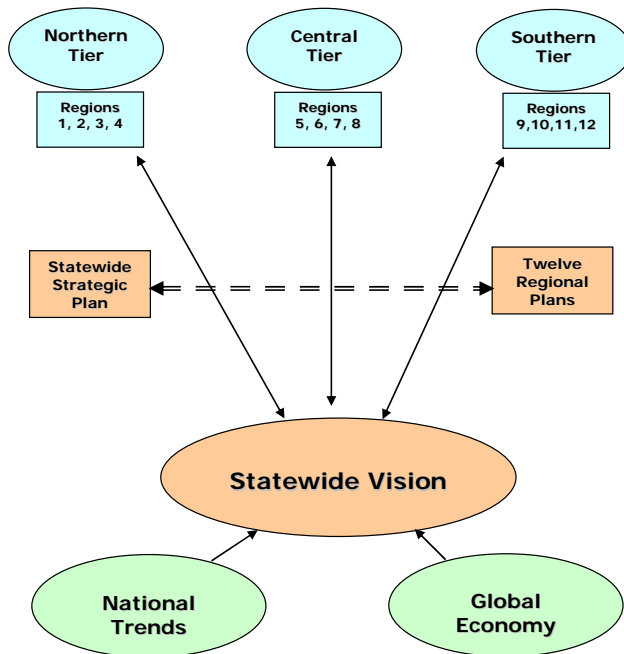 Northern
Tier
Central
Tier
Southern
Tier
Regions
1, 2, 3, 4
Regions
5, 6, 7, 8
Regions
9,10,11,12
Statewide
Strategic
Plan
Twelve
Regional
Plans
Statewide Vision
National
Trends
Global
Economy